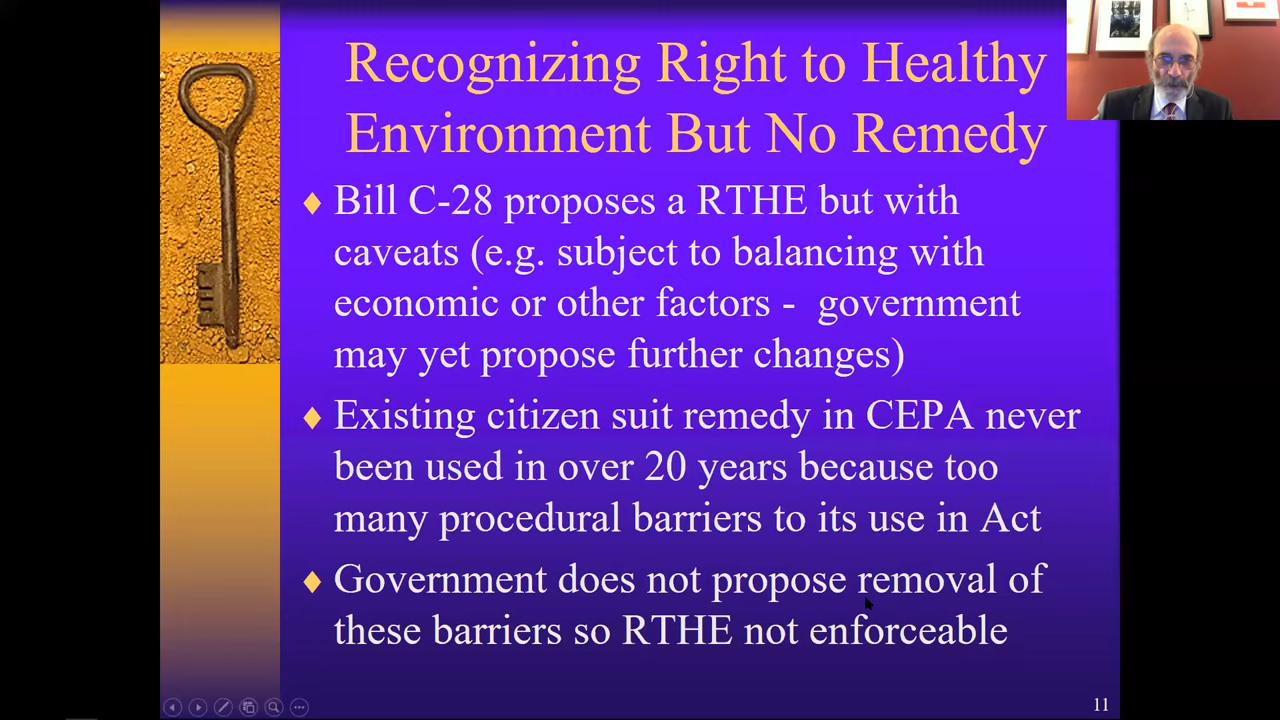 Recognizing Right to Healthy
Environment But No Remedy
Bill C-28 proposes a RTHE but with
caveats (e.g. subject to balancing with
economic or other factors - government
may yet propose further changes)
Existing citizen suit remedy in CEPA never
been used in over 20 years because too
many procedural barriers to its use in Act
Government does not propose removal of
these barriers so RTHE not enforceable
11